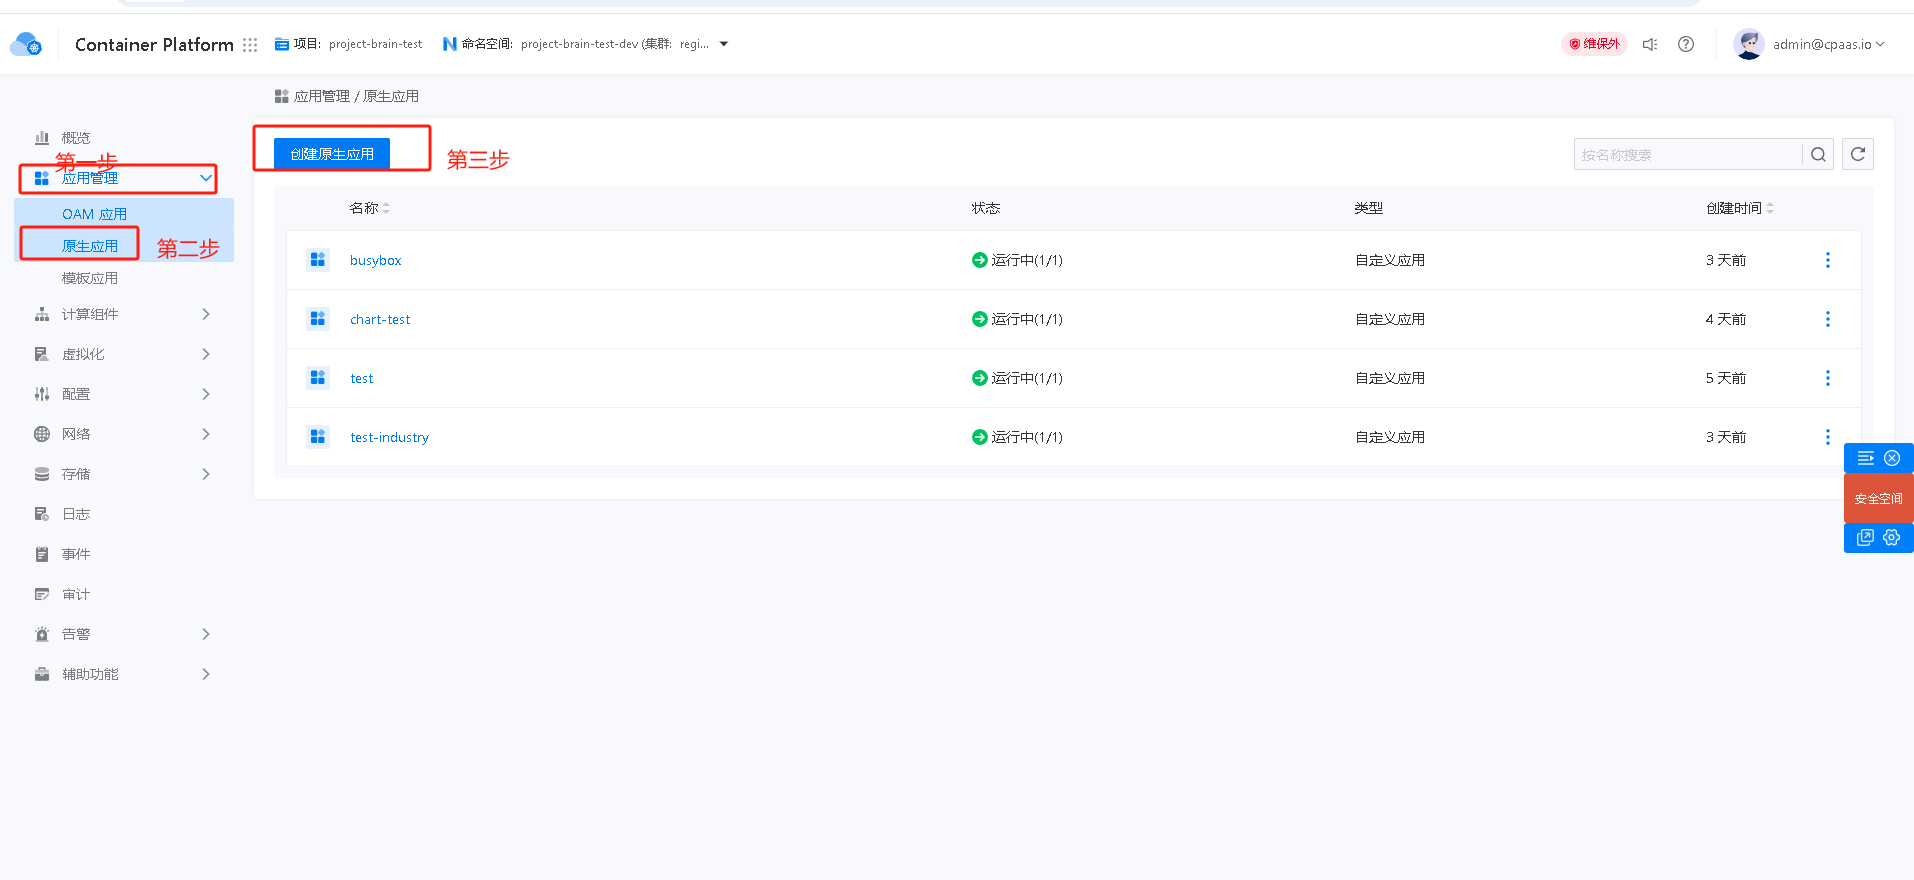 Container Platform
项目: project-brain-test
命名空间: project-brain-test-dev (集群: regi...
维保外
admin@cpaas.io
应用管理 / 原生应用
概览
第一步
应用管理
OAM 应用
原生应用
第二步
模板应用
计算组件
虚拟化
配置
网络
存储
日志
事件
审计
告警
辅助功能
创建原生应用
第三步
按名称搜索
名称 状态 类型 创建时间
busybox 运行中(1/1) 自定义应用 3 天前
chart-test 运行中(1/1) 自定义应用 4 天前
test 运行中(1/1) 自定义应用 5 天前
test-industry 运行中(1/1) 自定义应用 3 天前
安全空间